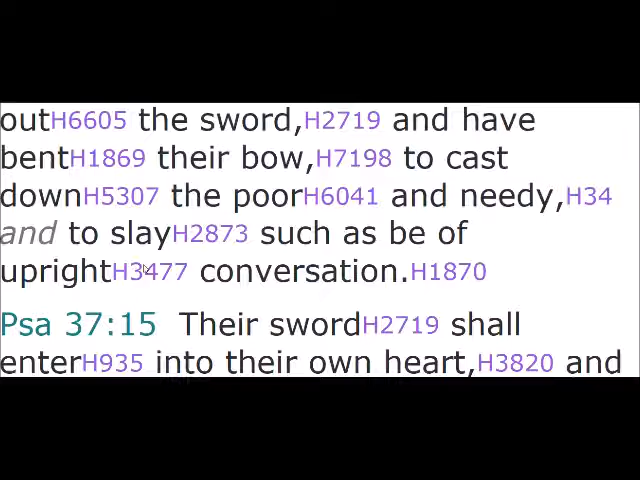 outH6605 the sword,H2719 and have
bentH1869 their bow,H7198 to cast
downH5307 the poorH6041 and needy,H34
and to slayH2873 such as be of
uprightH3477 conversation.H1870
Psa 37:15 Their swordH2719 shall
enterH935 into their own heart,H3820 and